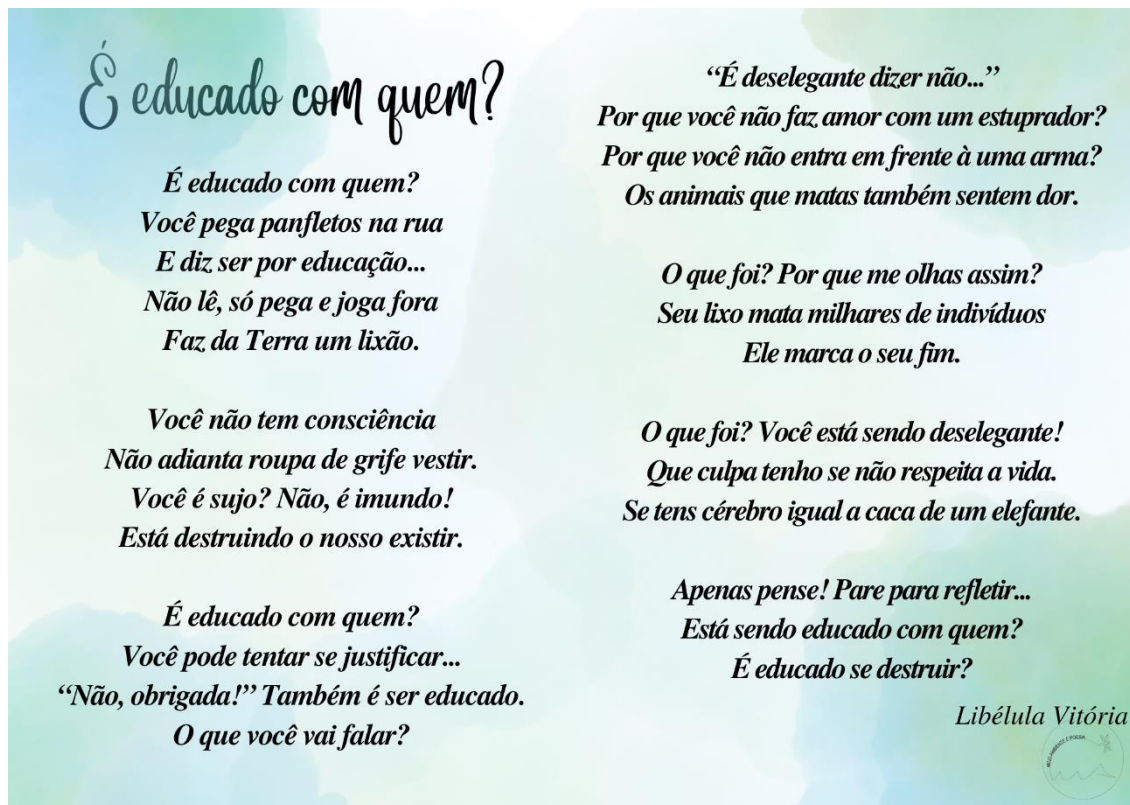 É educado com quem?
É educado com quem?
Você pega panfletos na rua
E diz ser por educação...
Não lê, só pega e joga fora
Faz da Terra um lixão.
Você não tem consciência
Não adianta roupa de grife vestir.
Você é sujo? Não, é imundo!
Está destruindo o nosso existir.
É educado com quem?
Você pode tentar se justificar...
“Não, obrigada!” Também é ser educado.
O que você vai falar?
“É deselegante dizer não...”
Por que você não faz amor com um estuprador?
Por que você não entra em frente à uma arma?
Os animais que matas também sentem dor.
O que foi? Por que me olhas assim?
Seu lixo mata milhares de indivíduos
Ele marca o seu fim.
O que foi? Você está sendo deselegante!
Que culpa tenho se não respeita a vida.
Se tens cérebro igual a caca de um elefante.
Apenas pense! Pare para refletir...
Está sendo educado com quem?
É educado se destruir?
Libélula Vitória